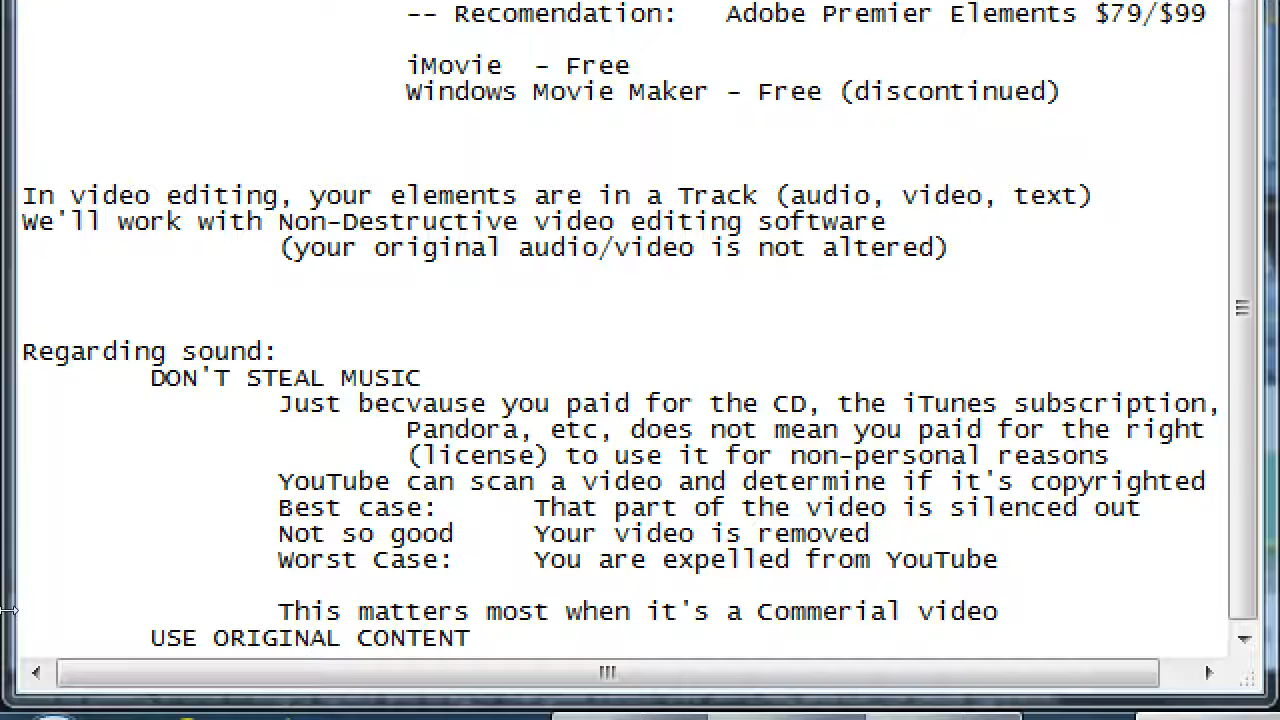 -- Recomendation: Adobe Premier Elements $79/$99
iMovie - Free
Windows Movie Maker - Free (discontinued)
In video editing, your elements are in a Track (audio, video, text)
We'll work with Non-Destructive video editing software
(your original audio/video is not altered)
Regarding sound:
DON'T STEAL MUSIC
Just becvause you paid for the CD, the iTunes subscription,
Pandora, etc, does not mean you paid for the right
(license) to use it for non-personal reasons
YouTube can scan a video and determine if it's copyrighted
Best case: That part of the video is silenced out
Not so good Your video is removed
Worst Case: You are expelled from YouTube
This matters most when it's a Commerial video
USE ORIGINAL CONTENT